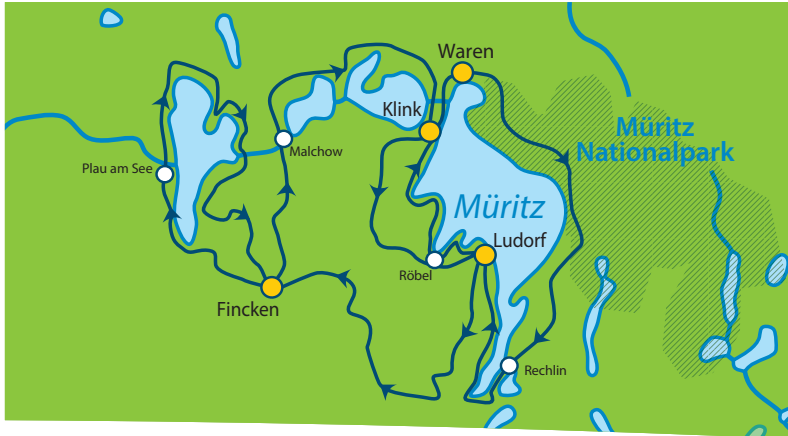 Waren
Klink
Malchow
Plau am See
Müritz
Nationalpark
Müritz
Ludorf
Röbel
Fincken
Rechlin